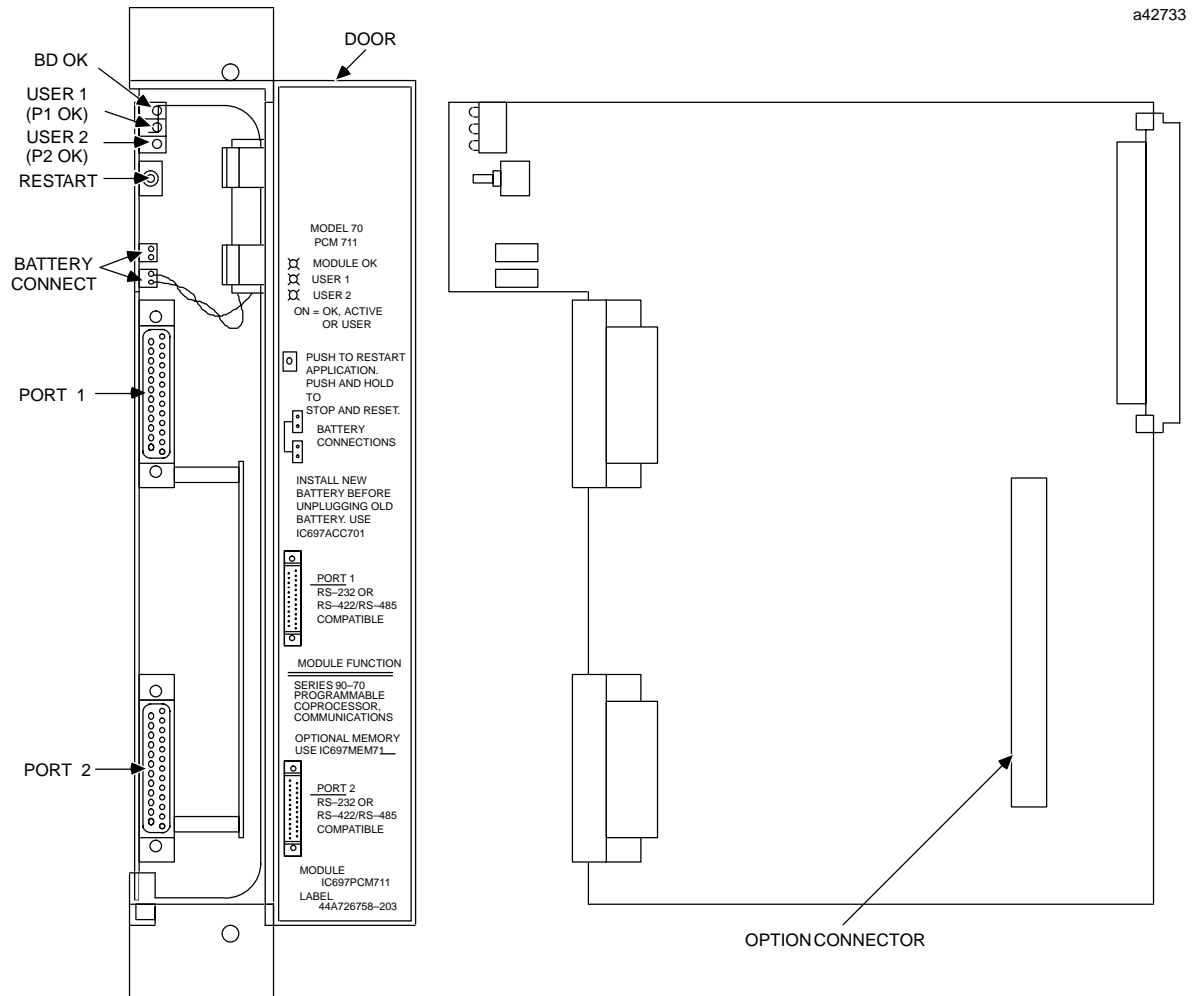 a42733
DOOR
BD OK
USER 1
(P1 OK)
USER 2
(P2 OK)
RESTART
BATTERY
CONNECT
PORT 1
PORT 2
MODEL 70
PCM 711
MODULE OK
USER 1
USER 2
ON = OK, ACTIVE
OR USER
PUSH TO RESTART
APPLICATION.
PUSH AND HOLD
TO
STOP AND RESET.
BATTERY
CONNECTIONS
INSTALL NEW
BATTERY BEFORE
UNPLUGGING OLD
BATTERY. USE
IC697ACC701
PORT 1
RS–232 OR
RS–422/RS–485
COMPATIBLE
MODULE FUNCTION
SERIES 90–70
PROGRAMMABLE
COPROCESSOR,
COMMUNICATIONS
OPTIONAL MEMORY
USE IC697MEM71__
PORT 2
RS–232 OR
RS–422/RS–485
COMPATIBLE
MODULE
IC697PCM711
LABEL
44A726758–203
OPTION CONNECTOR